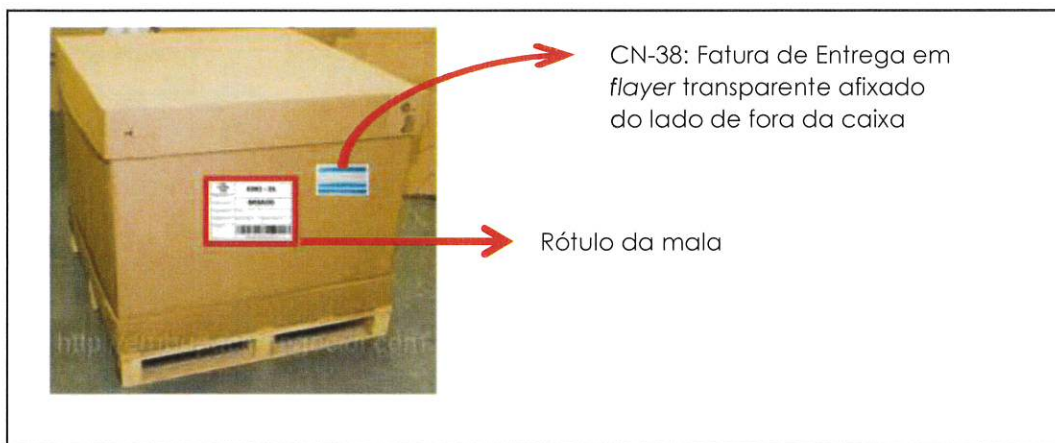 CN-38: Fatura de Entrega em
flayer transparente afixado
do lado de fora da caixa
Rótulo da mala